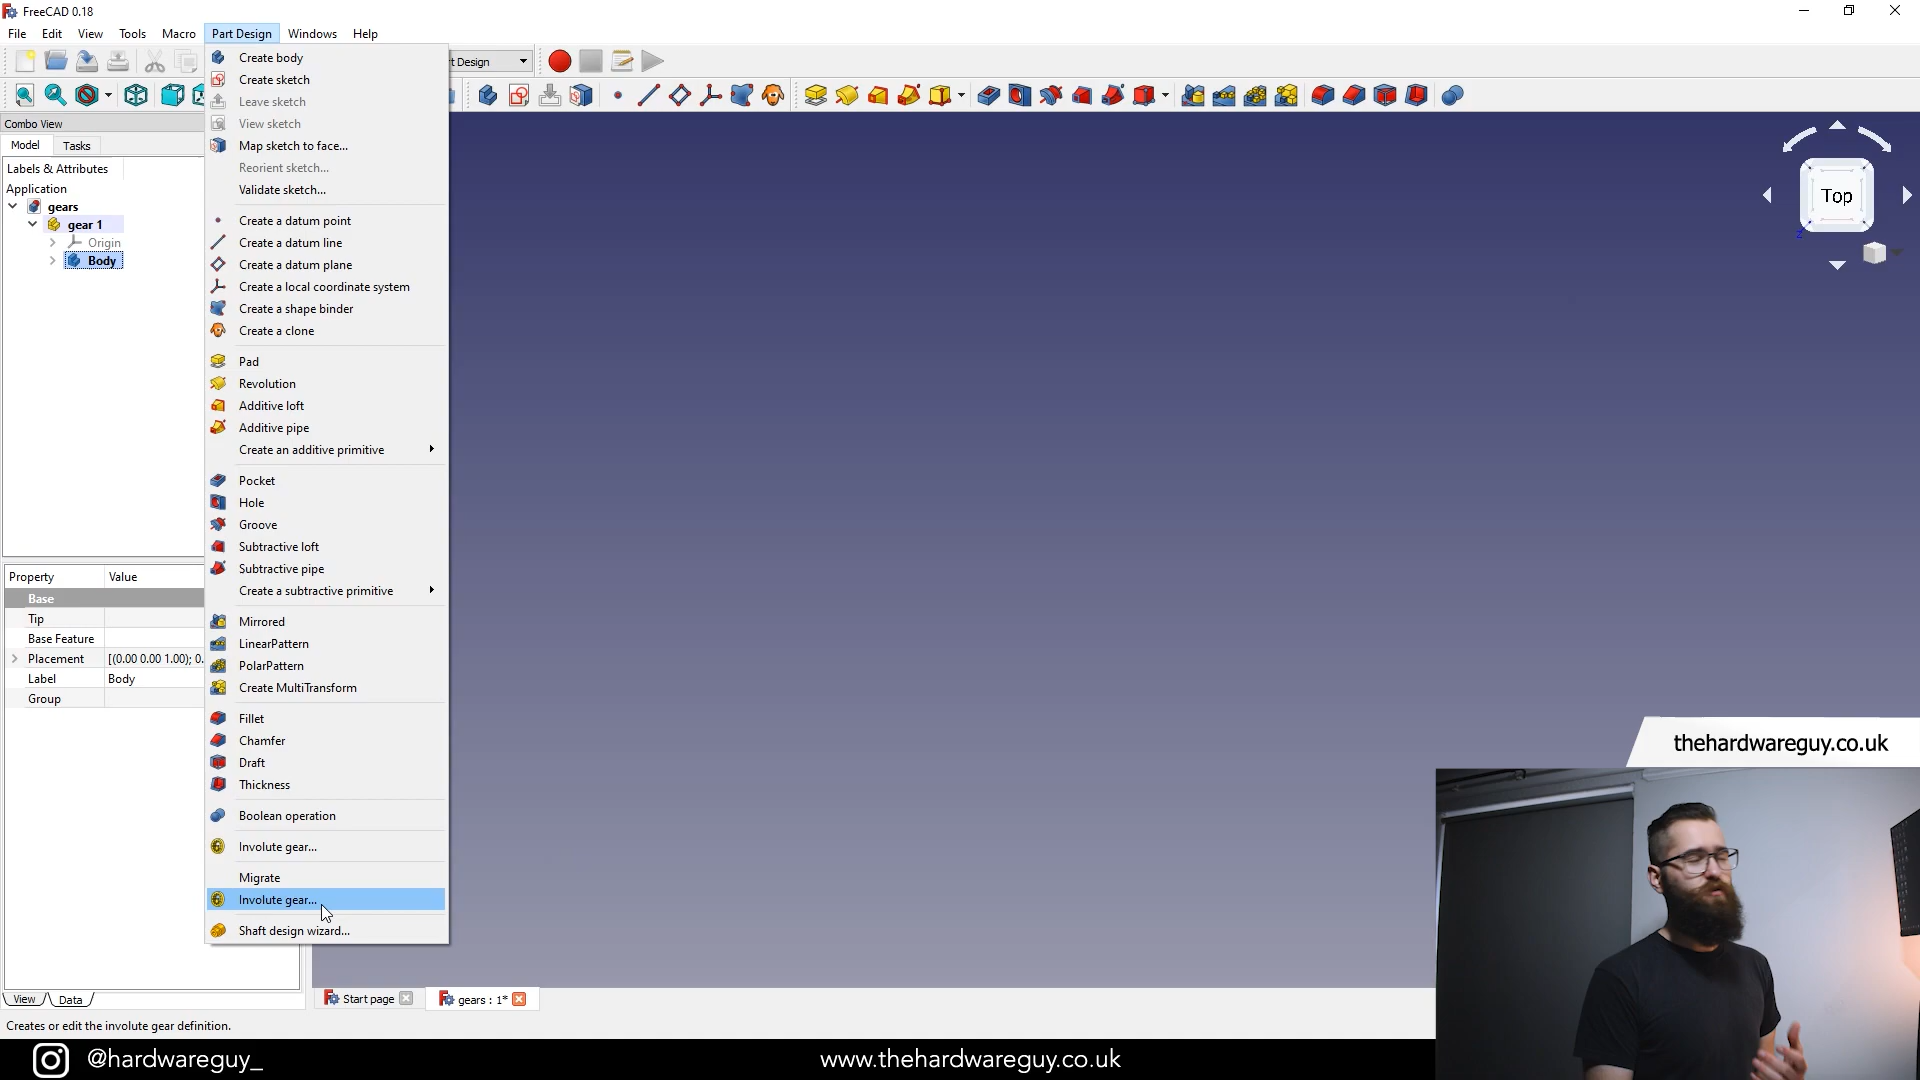 FreeCAD 0.18
File Edit View Tools Macro Part Design Windows Help
Create body
Create sketch
Leave sketch
View sketch
Map sketch to face...
Reorient sketch...
Validate sketch...
Create a datum point
Create a datum line
Create a datum plane
Create a local coordinate system
Create a shape binder
Create a clone
Pad
Revolution
Additive loft
Additive pipe
Create an additive primitive
Pocket
Hole
Groove
Subtractive loft
Subtractive pipe
Create a subtractive primitive
Mirrored
LinearPattern
PolarPattern
Create MultiTransform
Fillet
Chamfer
Draft
Thickness
Boolean operation
Involute gear...
Migrate
Involute gear...
Shaft design wizard...
rt Design
Combo View
Model Tasks
Labels & Attributes
Application
gears
gear 1
Origin
Body
Property Value
Base
Tip
Base Feature
Placement [(0.00 0.00 1.00); 0.
Label Body
Group
View Data
Start page
gears : 1*
Creates or edit the involute gear definition.
Top
Z
thehardwareguy.co.uk
@hardwareguy_
www.thehardwareguy.co.uk